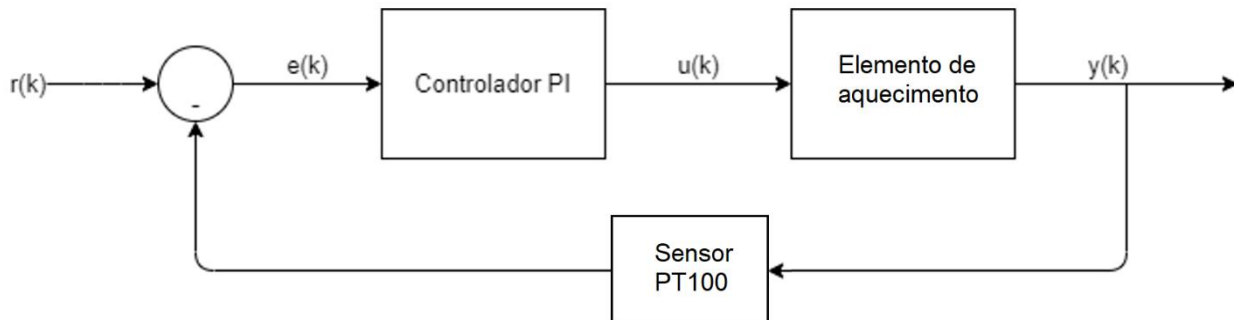 r(k)
-
e(k)
Controlador PI
u(k)
Elemento de
aquecimento
y(k)
Sensor
PT100